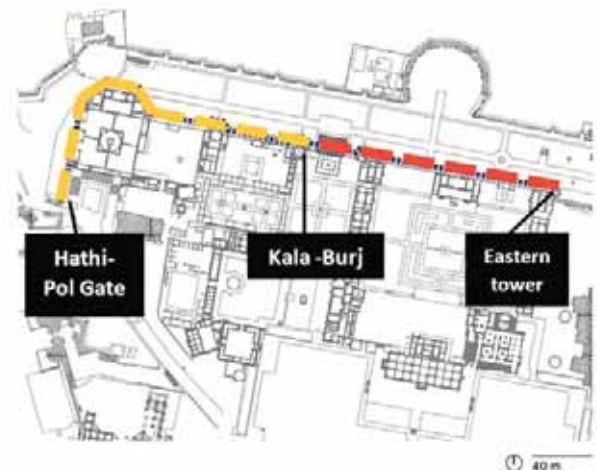 Hathi-
Pol Gate
Kala -Burj
Eastern
tower
40 m